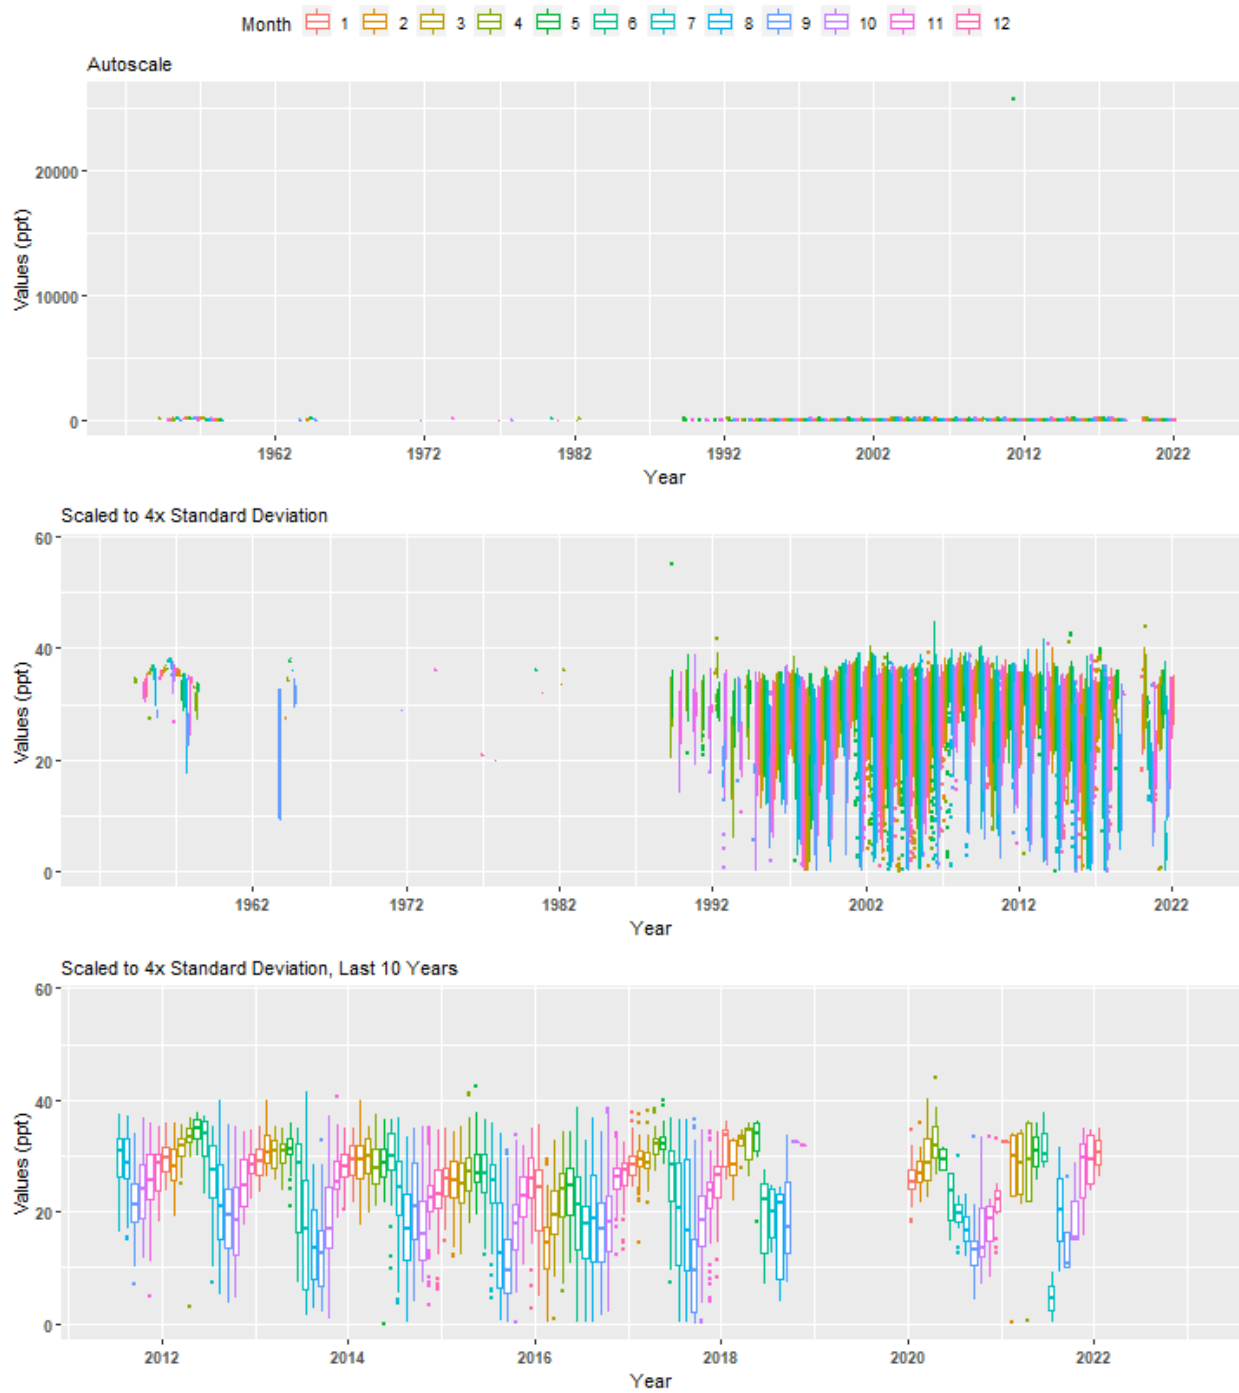 Month 1 2 3 4 5 6 7 8 9 10 11 12
Autoscale
20000
10000
0
Values (ppt)
1962 1972 1982 1992 2002 2012 2022
Year
Scaled to 4x Standard Deviation
60
40
20
0
Values (ppt)
1962 1972 1982 1992 2002 2012 2022
Year
Scaled to 4x Standard Deviation, Last 10 Years
60
40
20
0
Values (ppt)
2012 2014 2016 2018 2020 2022
Year